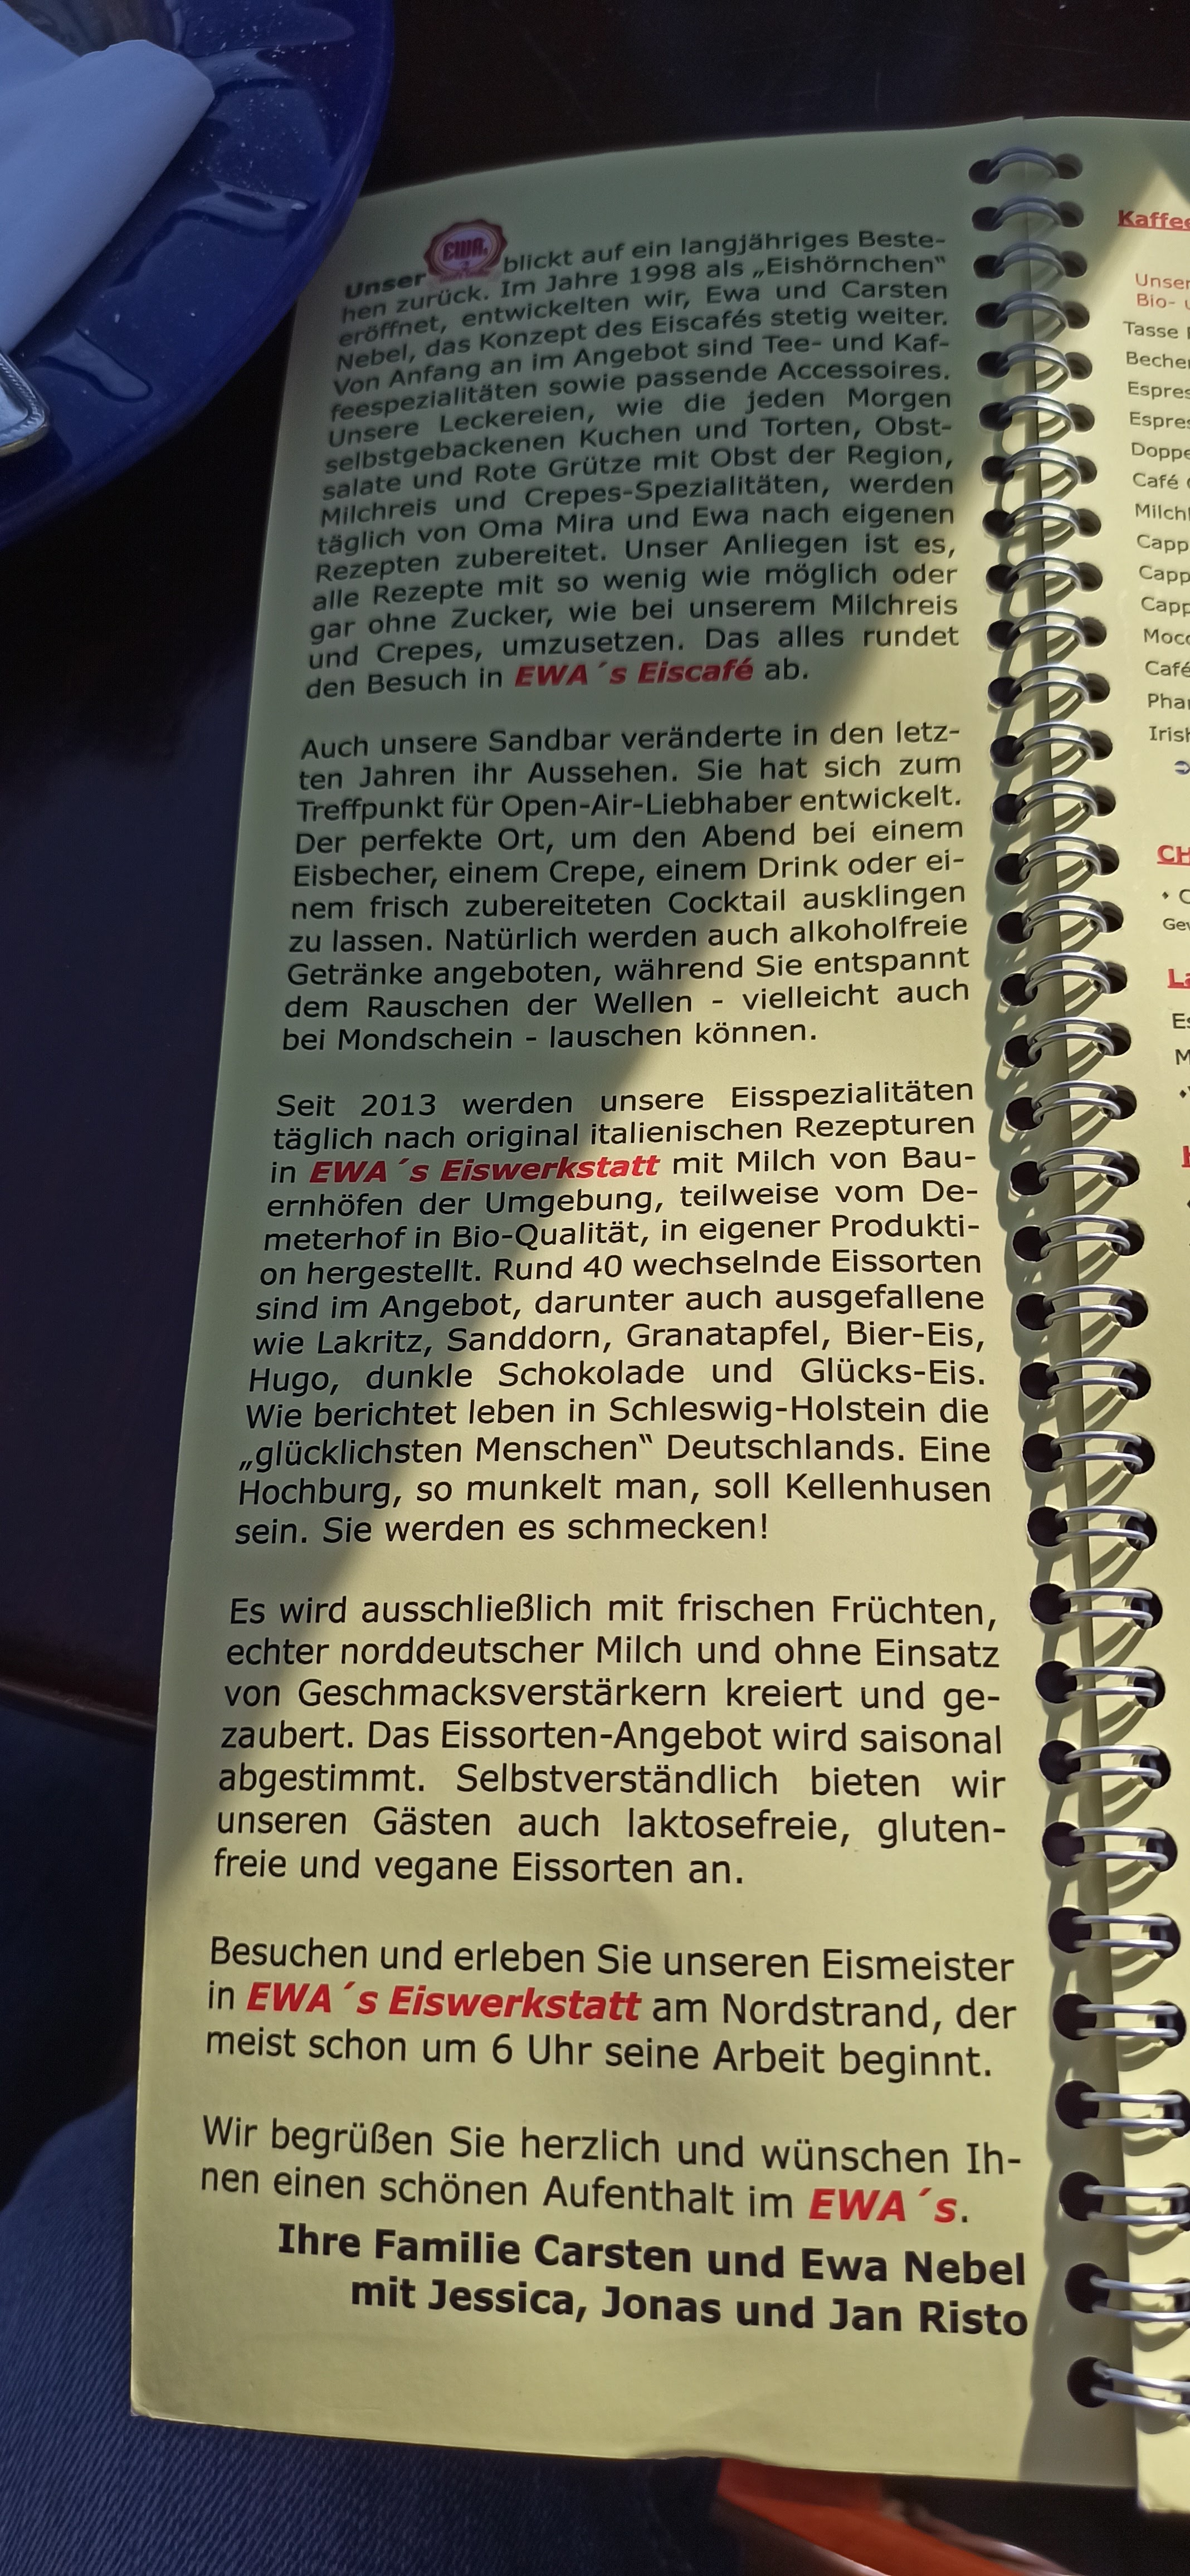 Unser EWA's blickt auf ein langjähriges Beste-
hen zurück. Im Jahre 1998 als „Eishörnchen“
eröffnet, entwickelten wir, Ewa und Carsten
Nebel, das Konzept des Eiscafés stetig weiter.
Von Anfang an im Angebot sind Tee- und Kaf-
feespezialitäten sowie passende Accessoires.
Unsere Leckereien, wie die jeden Morgen
selbstgebackenen Kuchen und Torten, Obst-
salate und Rote Grütze mit Obst der Region,
Milchreis und Crepes-Spezialitäten, werden
täglich von Oma Mira und Ewa nach eigenen
Rezepten zubereitet. Unser Anliegen ist es,
alle Rezepte mit so wenig wie möglich oder
gar ohne Zucker, wie bei unserem Milchreis
und Crepes, umzusetzen. Das alles rundet
den Besuch in EWA´s Eiscafé ab.
Auch unsere Sandbar veränderte in den letz-
ten Jahren ihr Aussehen. Sie hat sich zum
Treffpunkt für Open-Air-Liebhaber entwickelt.
Der perfekte Ort, um den Abend bei einem
Eisbecher, einem Crepe, einem Drink oder ei-
nem frisch zubereiteten Cocktail ausklingen
zu lassen. Natürlich werden auch alkoholfreie
Getränke angeboten, während Sie entspannt
dem Rauschen der Wellen - vielleicht auch
bei Mondschein - lauschen können.
Seit 2013 werden unsere Eisspezialitäten
täglich nach original italienischen Rezepturen
in EWA´s Eiswerkstatt mit Milch von Bau-
ernhöfen der Umgebung, teilweise vom De-
meterhof in Bio-Qualität, in eigener Produkti-
on hergestellt. Rund 40 wechselnde Eissorten
sind im Angebot, darunter auch ausgefallene
wie Lakritz, Sanddorn, Granatapfel, Bier-Eis,
Hugo, dunkle Schokolade und Glücks-Eis.
Wie berichtet leben in Schleswig-Holstein die
„glücklichsten Menschen“ Deutschlands. Eine
Hochburg, so munkelt man, soll Kellenhusen
sein. Sie werden es schmecken!
Es wird ausschließlich mit frischen Früchten,
echter norddeutscher Milch und ohne Einsatz
von Geschmacksverstärkern kreiert und ge-
zaubert. Das Eissorten-Angebot wird saisonal
abgestimmt. Selbstverständlich bieten wir
unseren Gästen auch laktosefreie, gluten-
freie und vegane Eissorten an.
Besuchen und erleben Sie unseren Eismeister
in EWA´s Eiswerkstatt am Nordstrand, der
meist schon um 6 Uhr seine Arbeit beginnt.
Wir begrüßen Sie herzlich und wünschen Ih-
nen einen schönen Aufenthalt im EWA´s.
Ihre Familie Carsten und Ewa Nebel
mit Jessica, Jonas und Jan Risto
Kaffee
Unser
Bio-
Tasse
Becher
Espres
Espres
Doppe
Café
Milch
Capp
Capp
Capp
Moc
Café
Phar
Irish